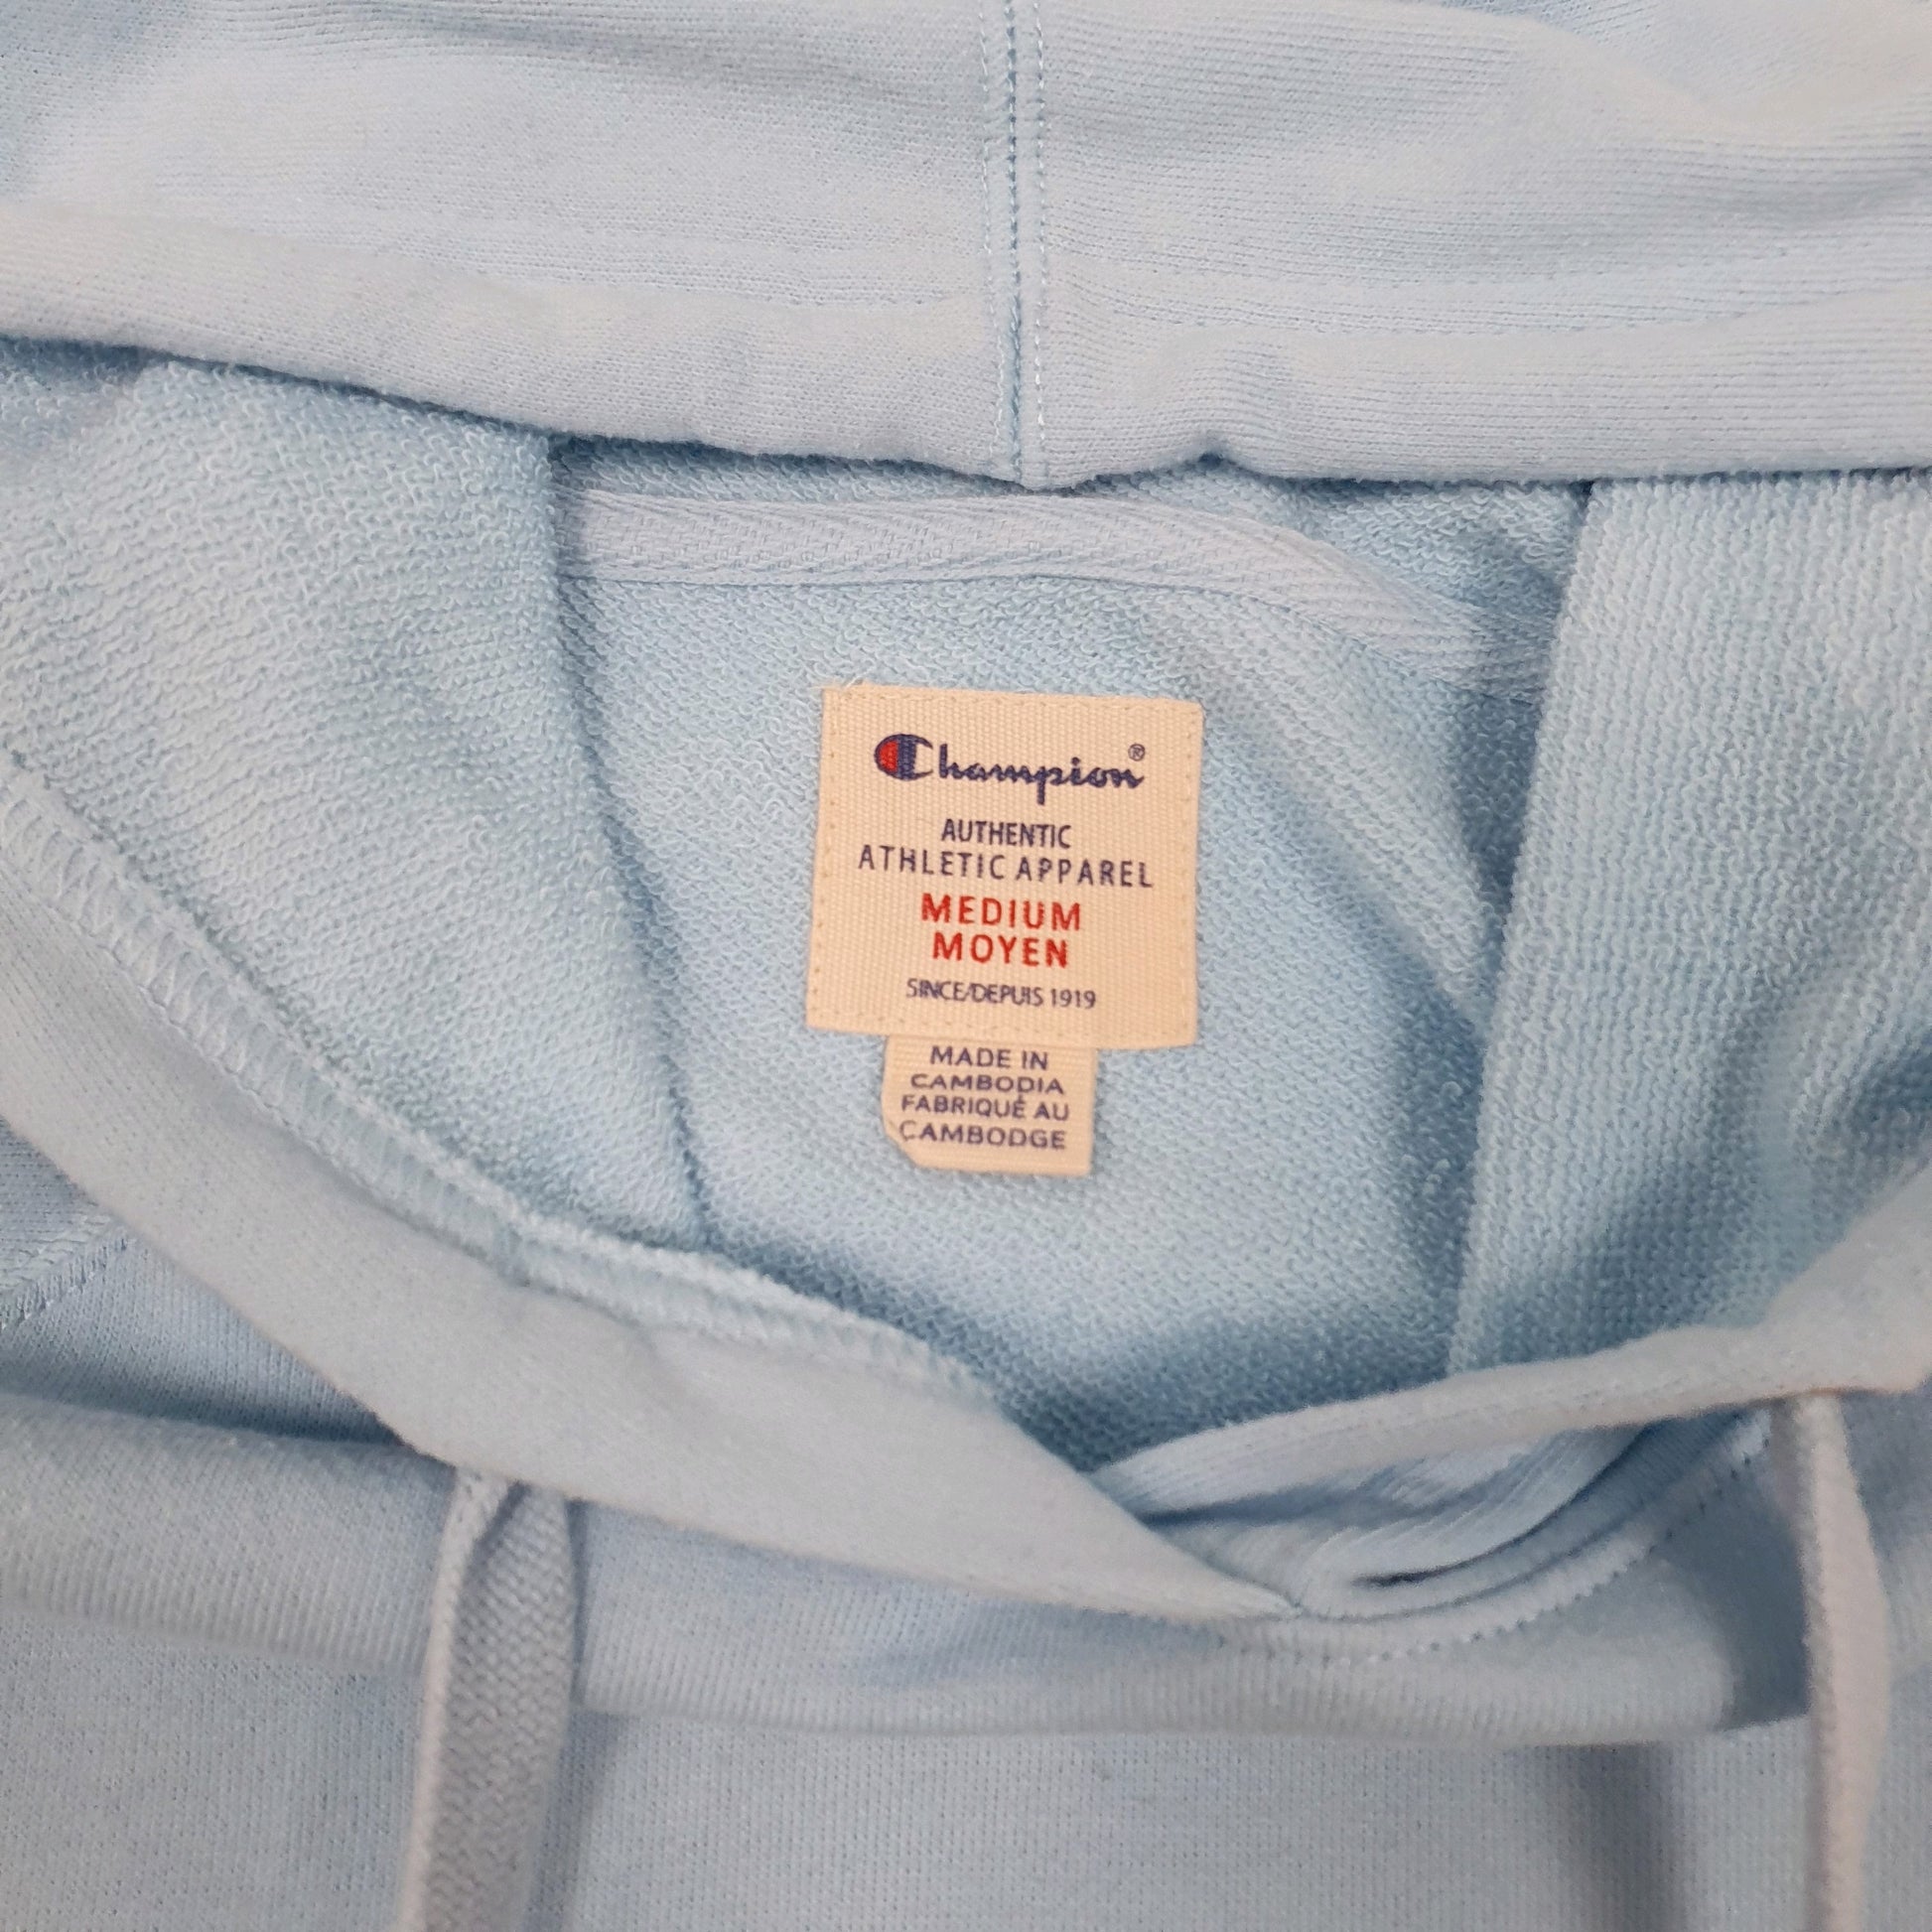 Champion®
AUTHENTIC
ATHLETIC APPAREL
MEDIUM
MOYEN
SINCE/DEPUIS 1919
MADE IN
CAMBODIA
FABRIQUÉ AU
CAMBODGE